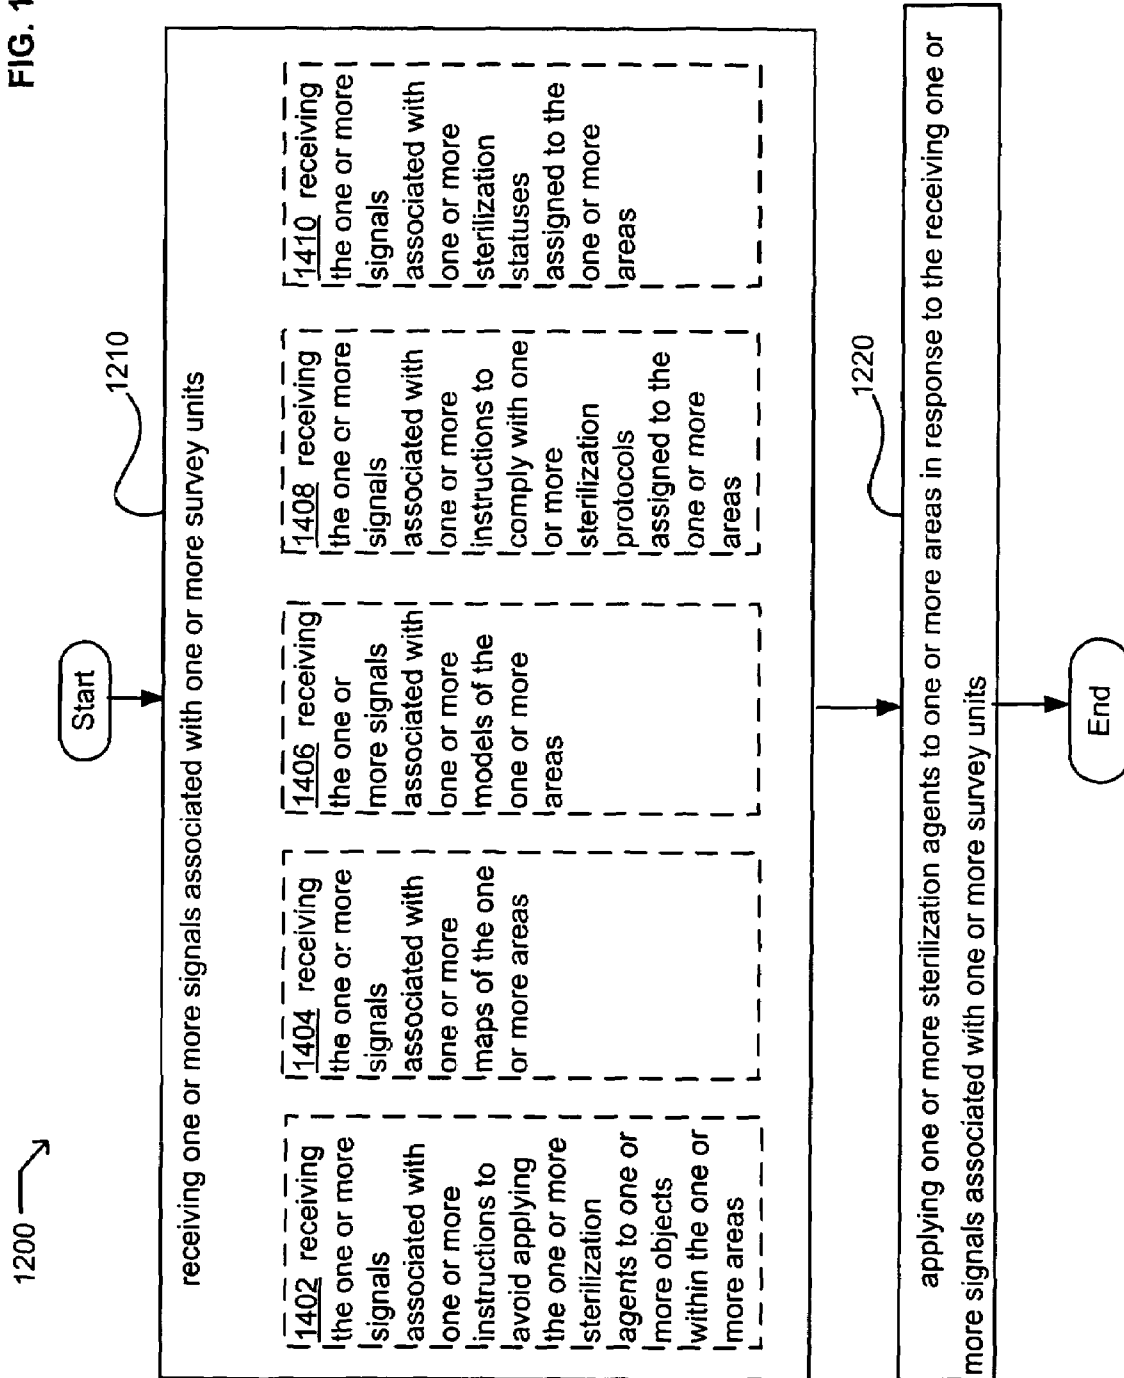 FIG. 1
1200
Start
1210
receiving one or more signals associated with one or more survey units
1402 receiving
the one or more
signals
associated with
one or more
instructions to
avoid applying
the one or more
sterilization
agents to one or
more objects
within the one or
more areas
1404 receiving
the one or more
signals
associated with
one or more
maps of the one
or more areas
1406 receiving
the one or
more signals
associated with
one or more
models of the
one or more
areas
1408 receiving
the one or more
signals
associated with
one or more
instructions to
comply with one
or more
sterilization
protocols
assigned to the
one or more
areas
1410 receiving
the one or more
signals
associated with
one or more
sterilization
statuses
assigned to the
one or more
areas
1220
applying one or more sterilization agents to one or more areas in response to the receiving one or
more signals associated with one or more survey units
End